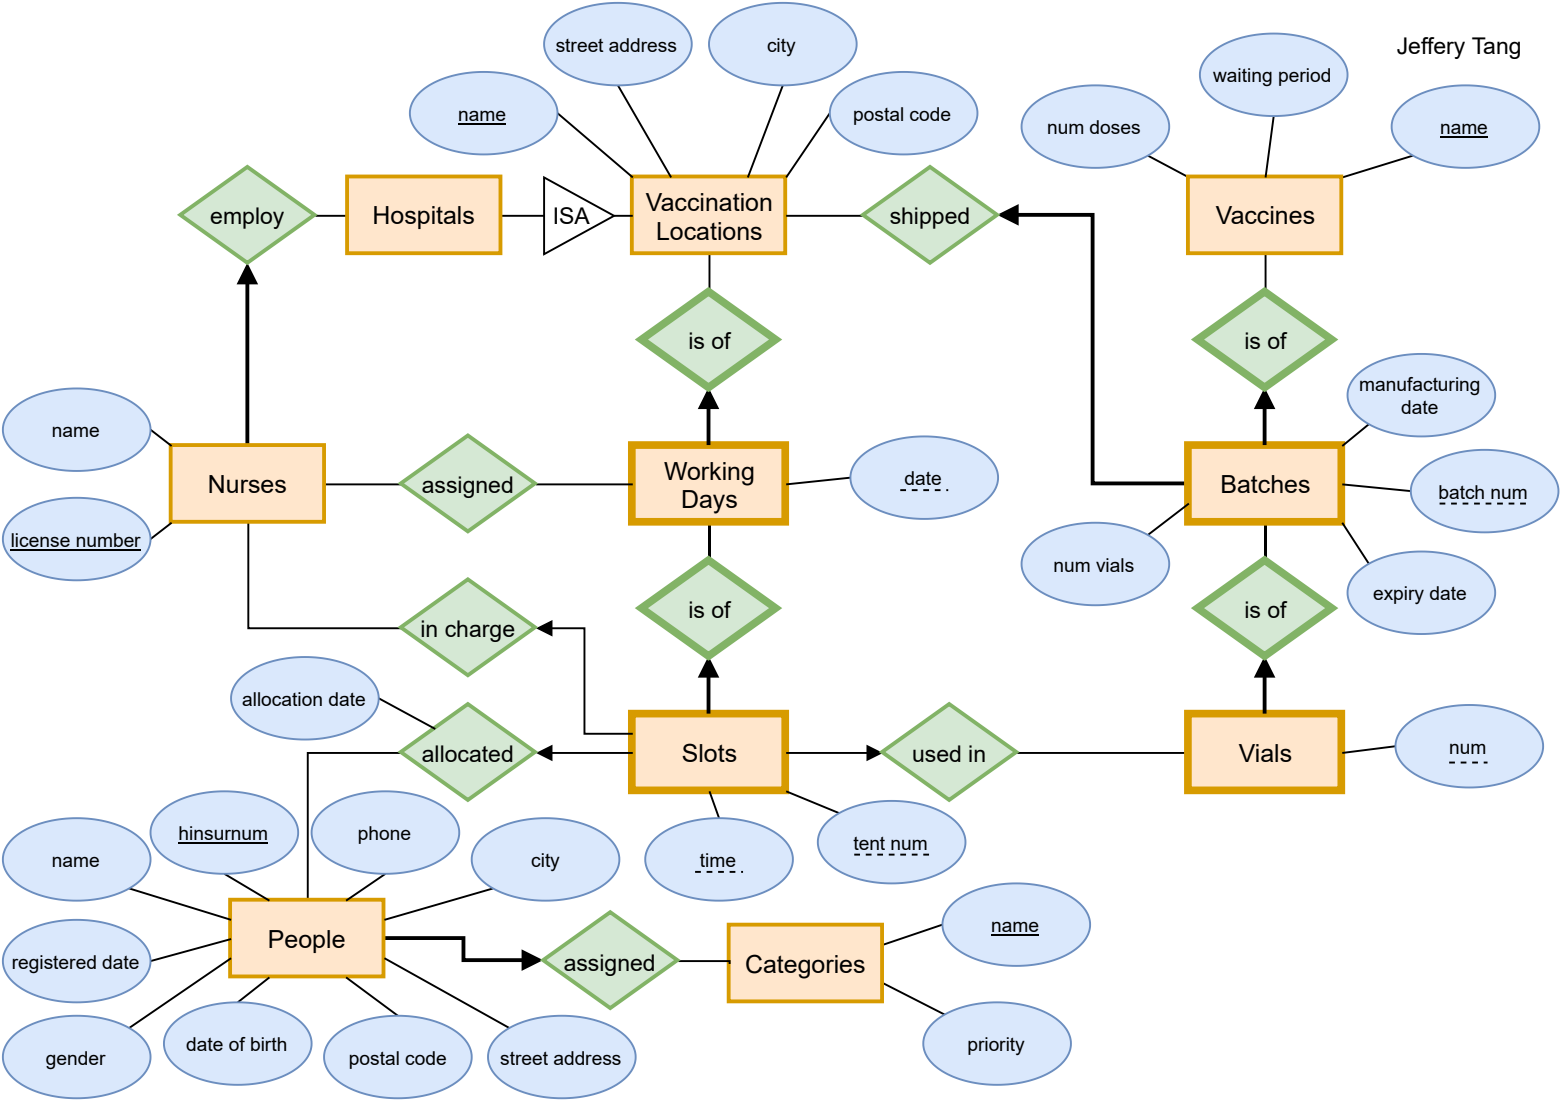 street address
city
Jeffery Tang
waiting period
name
postal code
num doses
name
employ
Hospitals
ISA
Vaccination
Locations
shipped
Vaccines
is of
is of
manufacturing
date
name
Nurses
assigned
Working
Days
date
Batches
batch num
license number
num vials
expiry date
is of
is of
in charge
allocation date
allocated
Slots
used in
Vials
num
hinsurnum
phone
name
city
time
tent num
People
registered date
assigned
Categories
name
gender
date of birth
postal code
street address
priority